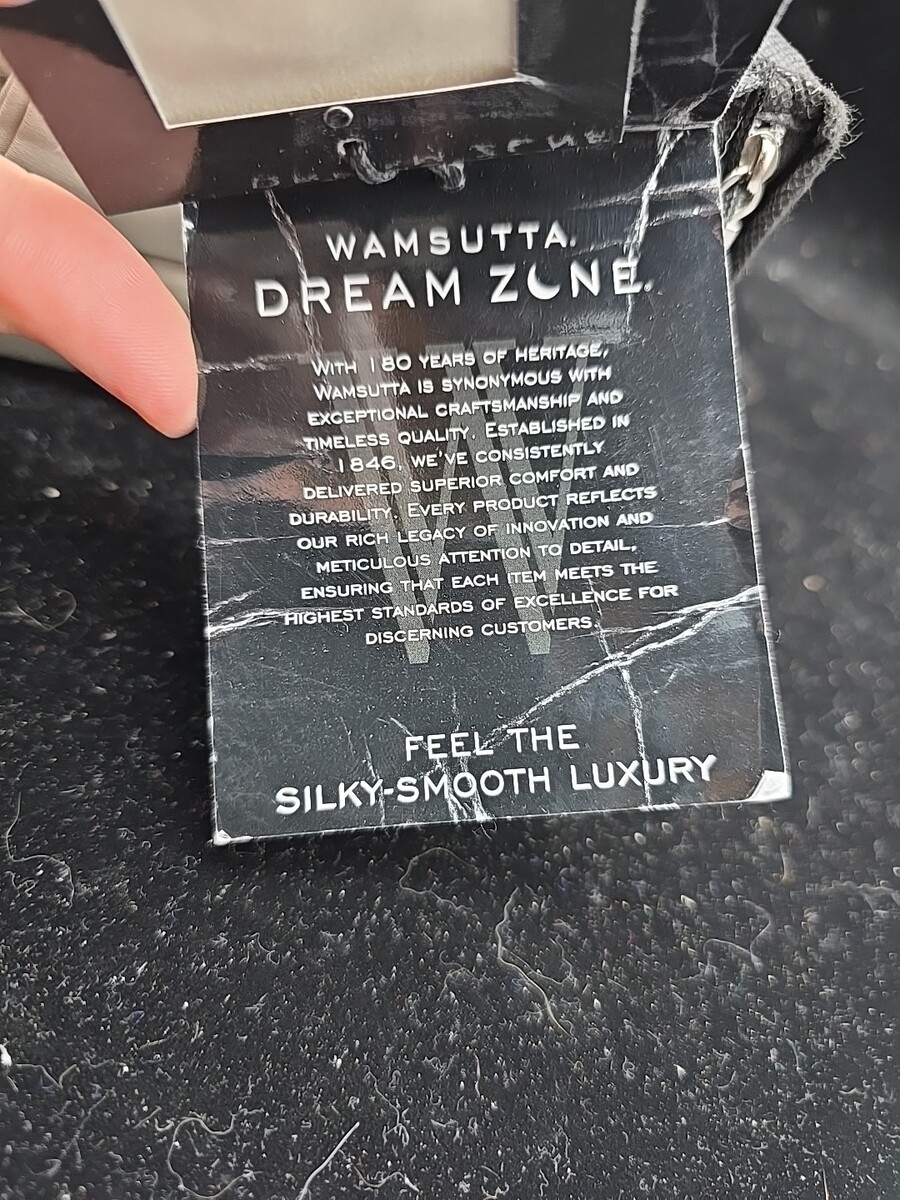 WAMSUTTA®
DREAM ZONE®
WITH 180 YEARS OF HERITAGE,
WAMSUTTA IS SYNONYMOUS WITH
EXCEPTIONAL CRAFTSMANSHIP AND
TIMELESS QUALITY. ESTABLISHED IN
1846, WE'VE CONSISTENTLY
DELIVERED SUPERIOR COMFORT AND
DURABILITY. EVERY PRODUCT REFLECTS
OUR RICH LEGACY OF INNOVATION AND
METICULOUS ATTENTION TO DETAIL,
ENSURING THAT EACH ITEM MEETS THE
HIGHEST STANDARDS OF EXCELLENCE FOR
DISCERNING CUSTOMERS.
W
FEEL THE
SILKY-SMOOTH LUXURY